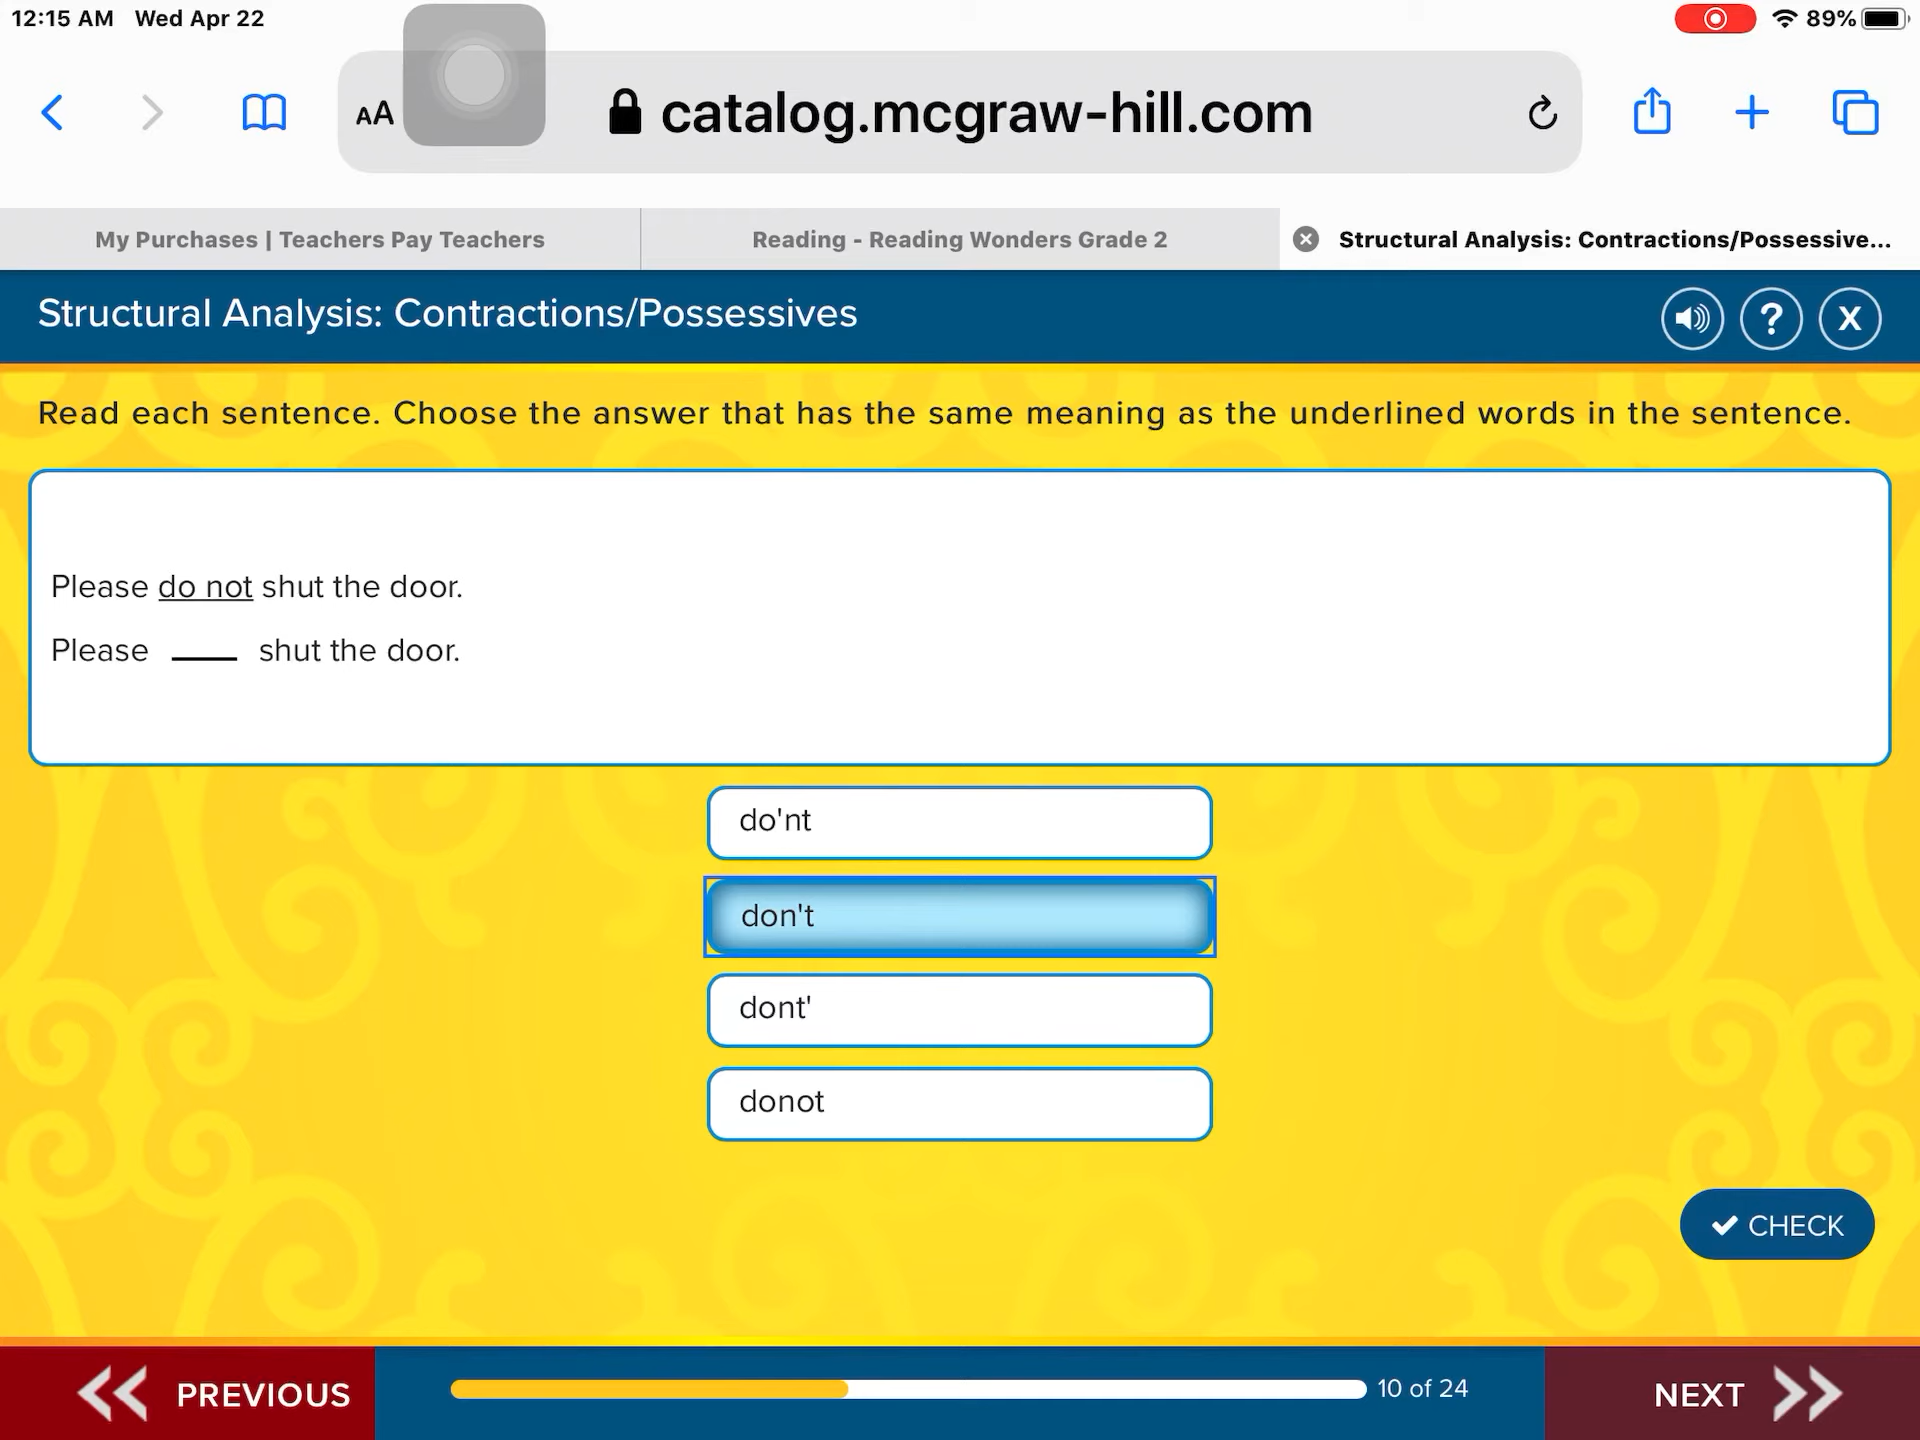 12:15 AM Wed Apr 22 89%
AA catalog.mcgraw-hill.com
My Purchases | Teachers Pay Teachers Reading - Reading Wonders Grade 2 Structural Analysis: Contractions/Possessive...
Structural Analysis: Contractions/Possessives ? X
Read each sentence. Choose the answer that has the same meaning as the underlined words in the sentence.
Please do not shut the door.
Please ____ shut the door.
do'nt
don't
dont'
donot
CHECK
PREVIOUS 10 of 24 NEXT